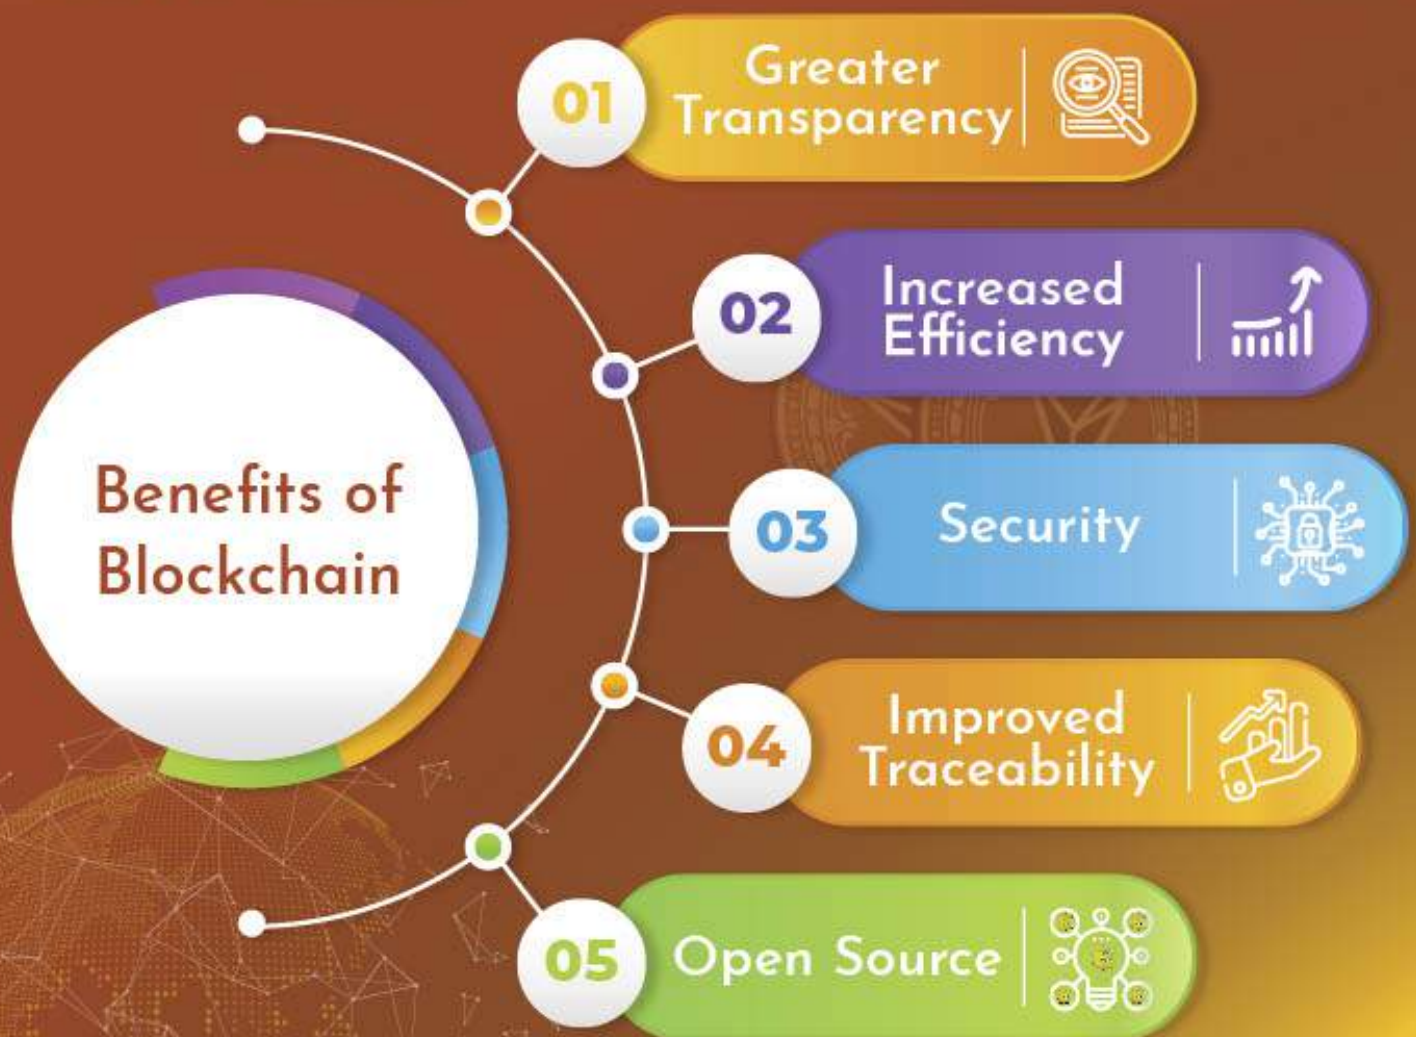 Benefits of
Blockchain
01
Greater
Transparency
02
Increased
Efficiency
03
Security
04
Improved
Traceability
05
Open Source